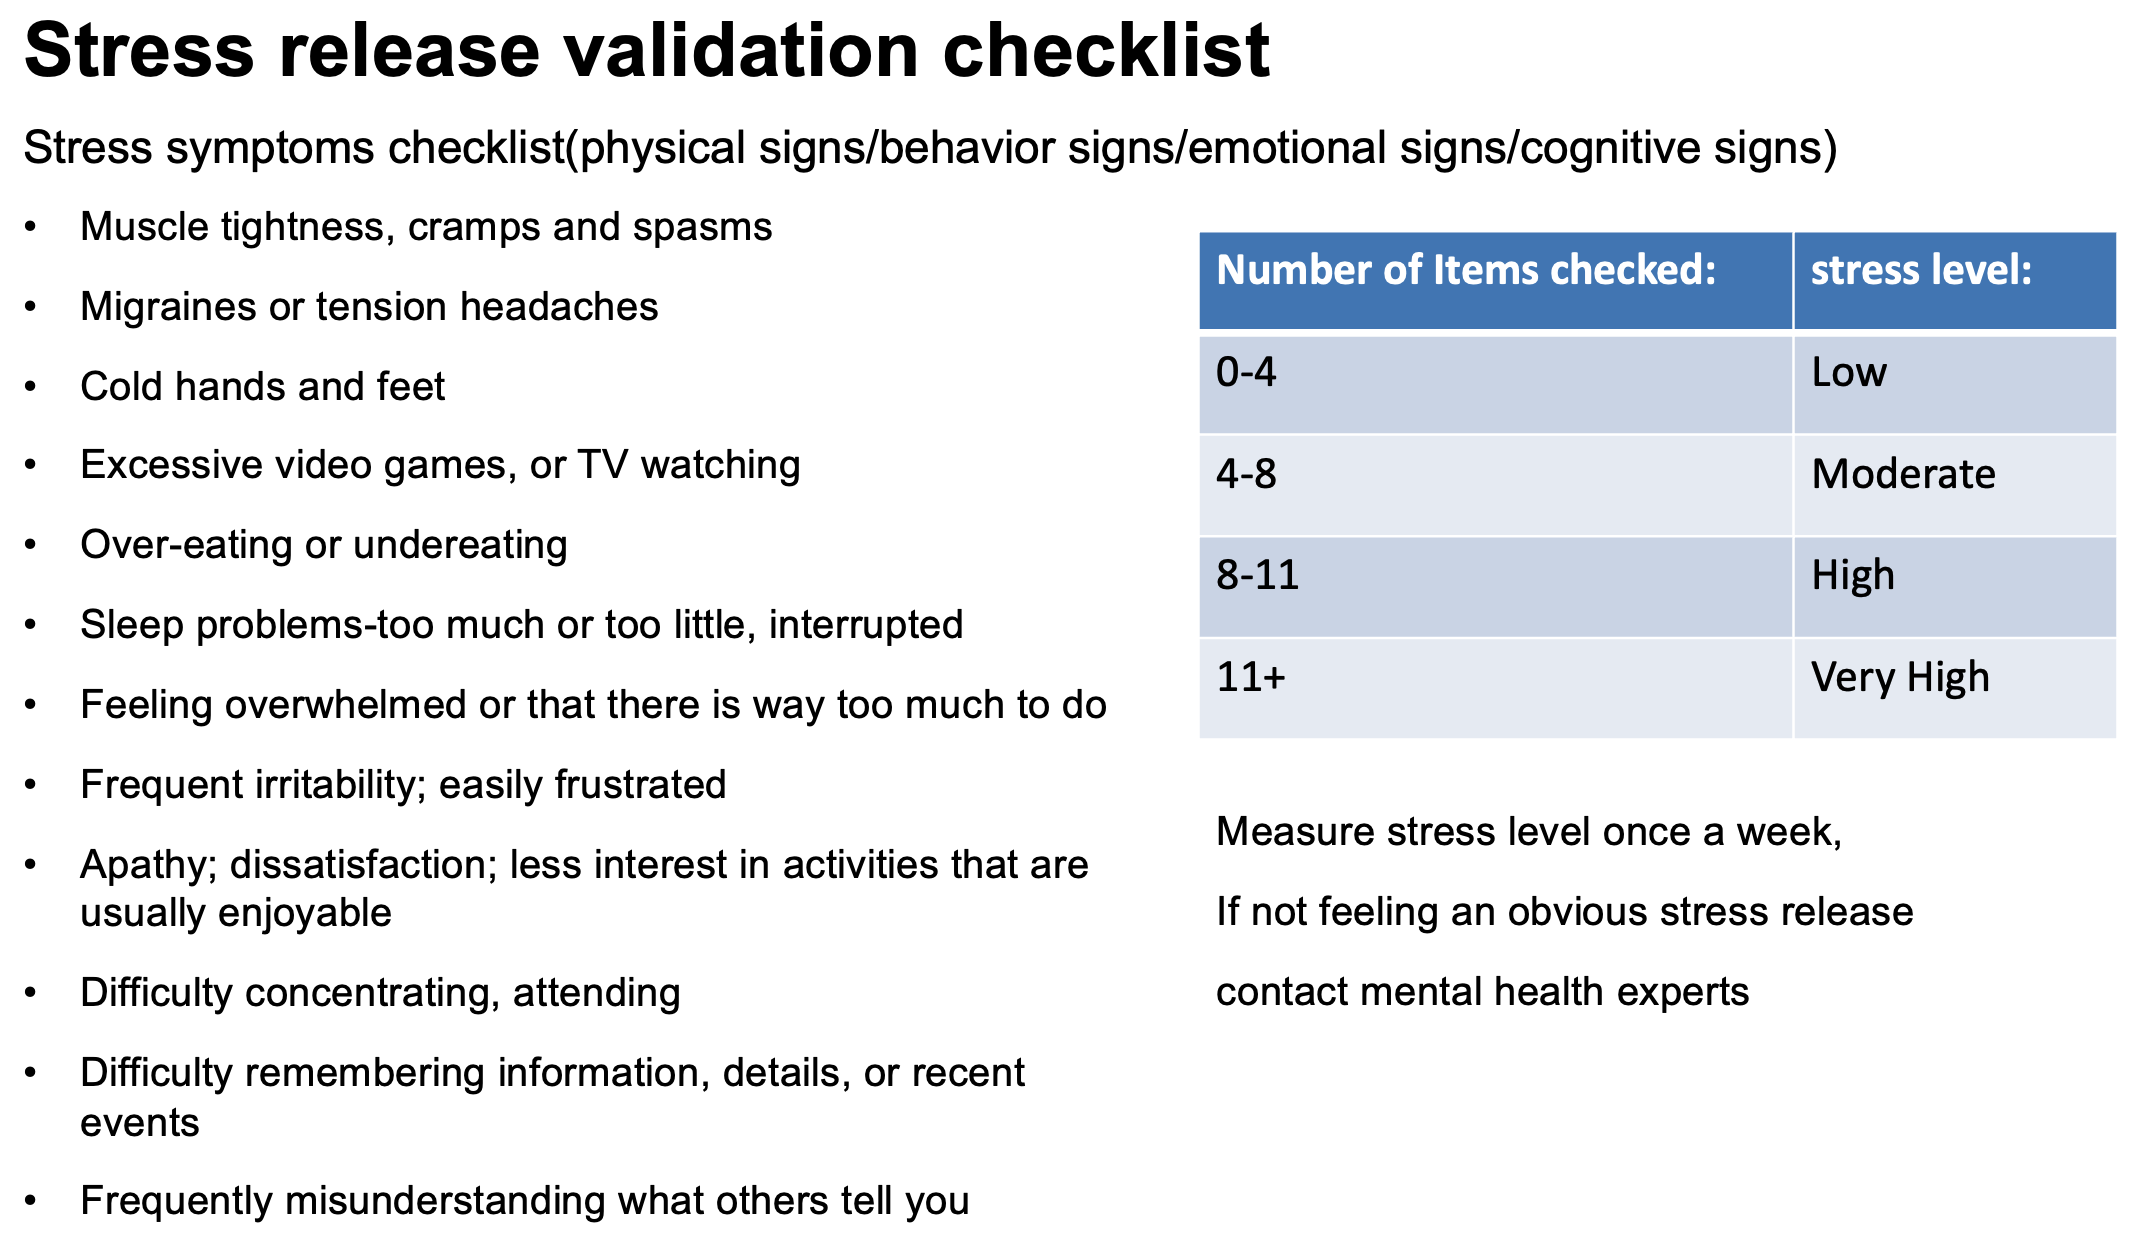 Stress release validation checklist
Stress symptoms checklist(physical signs/behavior signs/emotional signs/cognitive signs)
• Muscle tightness, cramps and spasms
• Migraines or tension headaches
• Cold hands and feet
• Excessive video games, or TV watching
• Over-eating or undereating
• Sleep problems-too much or too little, interrupted
• Feeling overwhelmed or that there is way too much to do
• Frequent irritability; easily frustrated
• Apathy; dissatisfaction; less interest in activities that are
usually enjoyable
• Difficulty concentrating, attending
• Difficulty remembering information, details, or recent
events
• Frequently misunderstanding what others tell you
Number of Items checked: stress level:
0-4 Low
4-8 Moderate
8-11 High
11+ Very High
Measure stress level once a week,
If not feeling an obvious stress release
contact mental health experts